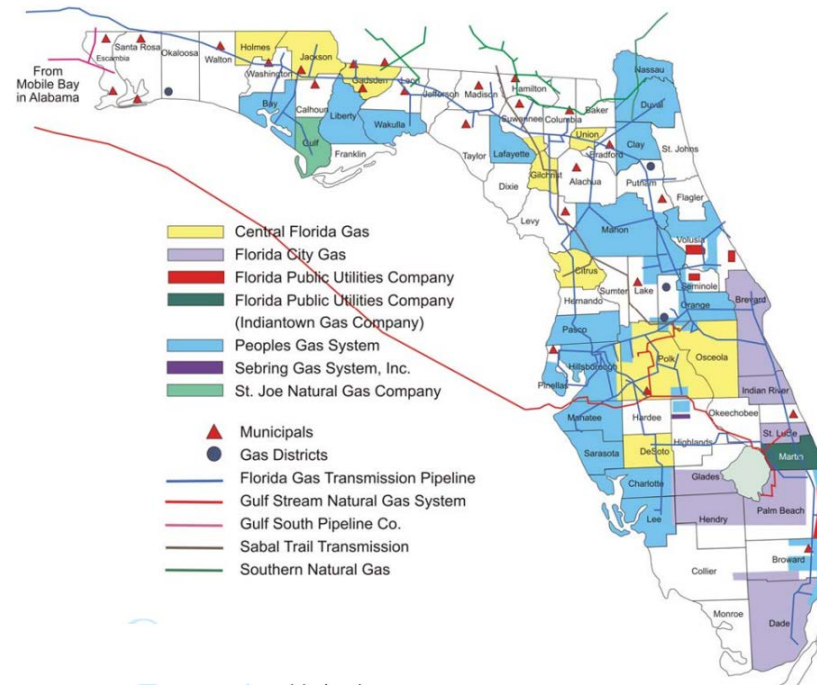 From
Mobile Bay
in Alabama
Escambia
Santa Rosa
Okaloosa
Walton
Holmes
Washington
Jackson
Bay
Calhoun
Gulf
Gadsden
Liberty
Franklin
Leon
Wakulla
Jefferson
Madison
Taylor
Hamilton
Suwannee
Lafayette
Dixie
Columbia
Gilchrist
Levy
Baker
Union
Bradford
Alachua
Nassau
Duval
Clay
St. Johns
Putnam
Flagler
Marion
Volusia
Citrus
Sumter
Lake
Seminole
Hernando
Orange
Brevard
Pasco
Pinellas
Hillsborough
Polk
Osceola
Indian River
Manatee
Hardee
Okeechobee
St. Lucie
Highlands
Sarasota
DeSoto
Martin
Charlotte
Glades
Lee
Hendry
Palm Beach
Collier
Broward
Monroe
Dade
Central Florida Gas
Florida City Gas
Florida Public Utilities Company
Florida Public Utilities Company
(Indiantown Gas Company)
Peoples Gas System
Sebring Gas System, Inc.
St. Joe Natural Gas Company
Municipals
Gas Districts
Florida Gas Transmission Pipeline
Gulf Stream Natural Gas System
Gulf South Pipeline Co.
Sabal Trail Transmission
Southern Natural Gas